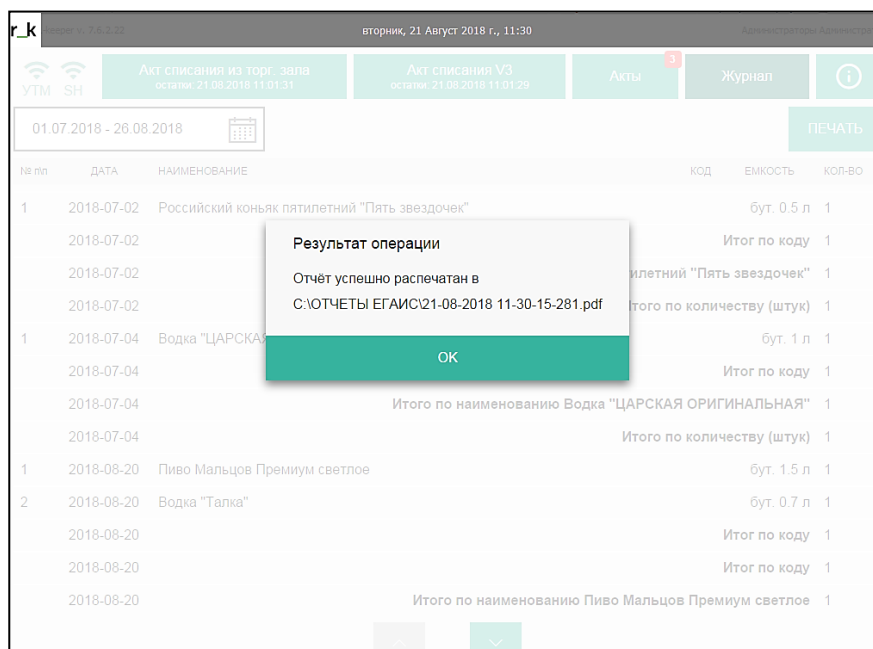 r_k
keeper v. 7.6.2.22
вторник, 21 Август 2018 г., 11:30
УТМ SH
Акт списания из торг. зала
остатки: 21.08.2018 11:01:31
Акт списания V3
остатки: 21.08.2018 11:01:29
Акты
3
Журнал
01.07.2018 - 26.08.2018
ПЕЧАТЬ
№ п\п ДАТА НАИМЕНОВАНИЕ КОД ЕМКОСТЬ КОЛ-ВО
1 2018-07-02 Российский коньяк пятилетний "Пять звездочек" бут. 0.5 л 1
2018-07-02 Итог по коду 1
2018-07-02 илетний "Пять звездочек" 1
2018-07-02 того по количеству (штук) 1
Результат операции
Отчёт успешно распечатан в
C:\ОТЧЕТЫ ЕГАИС\21-08-2018 11-30-15-281.pdf
OK
1 2018-07-04 Водка "ЦАРСКАЯ бут. 1 л 1
2018-07-04 Итог по коду 1
2018-07-04 Итого по наименованию Водка "ЦАРСКАЯ ОРИГИНАЛЬНАЯ" 1
2018-07-04 Итого по количеству (штук) 1
1 2018-08-20 Пиво Мальцов Премиум светлое бут. 1.5 л 1
2 2018-08-20 Водка "Талка" бут. 0.7 л 1
2018-08-20 Итог по коду 1
2018-08-20 Итог по коду 1
2018-08-20 Итого по наименованию Пиво Мальцов Премиум светлое 1